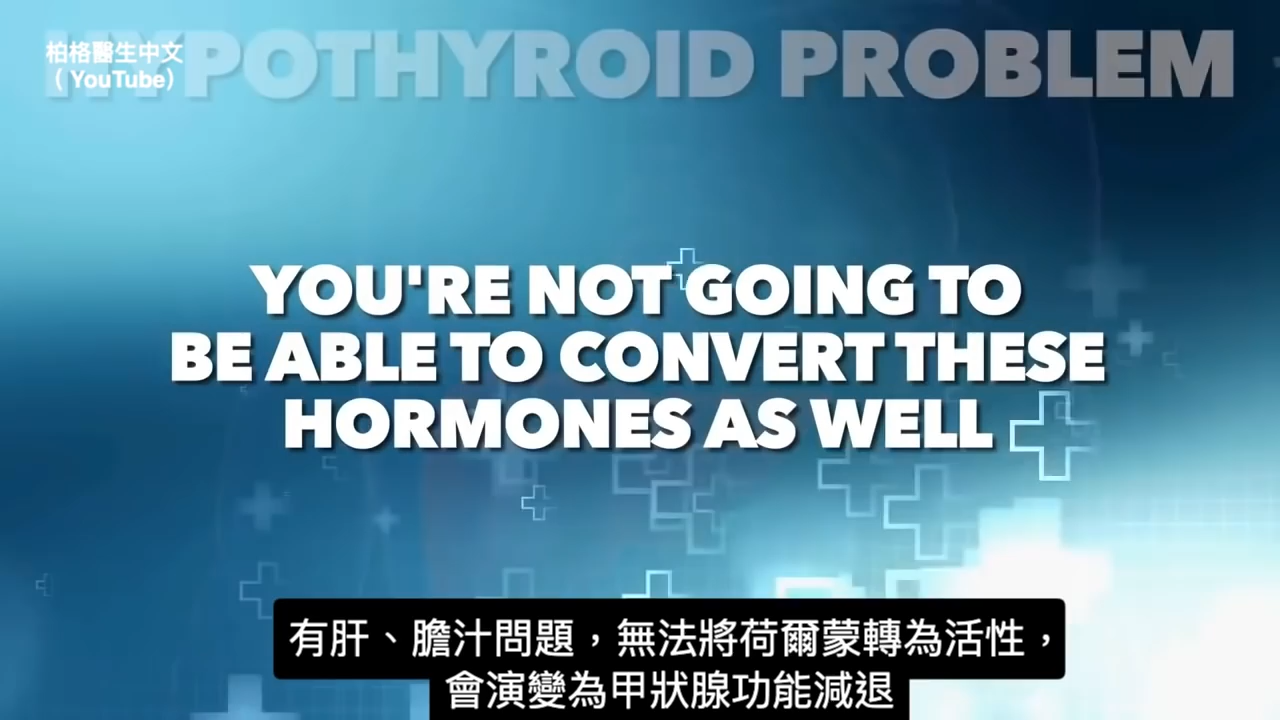 柏格醫生中文
（YouTube）
HYPOTHYROID PROBLEM
YOU'RE NOT GOING TO
BE ABLE TO CONVERT THESE
HORMONES AS WELL
有肝、膽汁問題，無法將荷爾蒙轉為活性，
會演變為甲狀腺功能減退